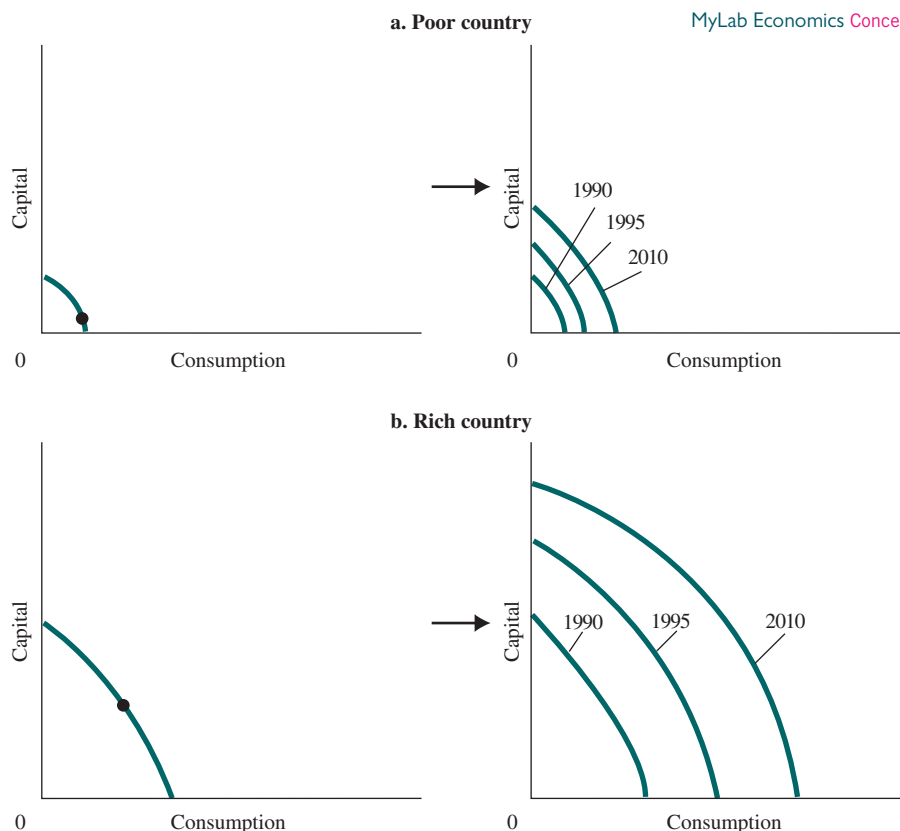 a. Poor country
MyLab Economics Conce
Capital
0
Consumption
Capital
1990
1995
2010
0
Consumption
b. Rich country
Capital
0
Consumption
Capital
1990
1995
2010
0
Consumption